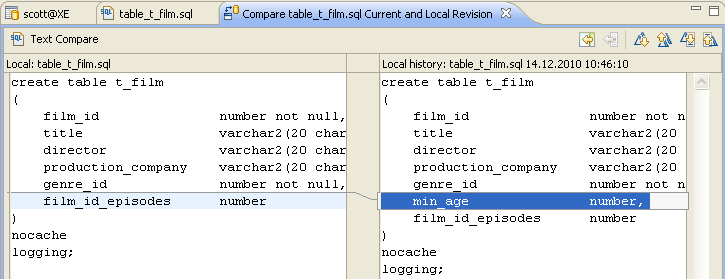 scott@XE
table_t_film.sql
Compare table_t_film.sql Current and Local Revision
Text Compare
Local: table_t_film.sql
create table t_film
(
film_id number not null,
title varchar2(20 char
director varchar2(20 char
production_company varchar2(20 char
genre_id number not null,
film_id_episodes number
)
nocache
logging;
Local history: table_t_film.sql 14.12.2010 10:46:10
create table t_film
(
film_id number not n
title varchar2(20
director varchar2(20
production_company varchar2(20
genre_id number not n
min_age number,
film_id_episodes number
)
nocache
logging;